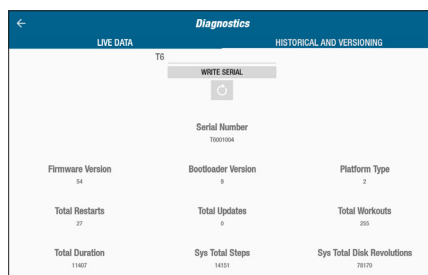 Diagnostics
LIVE DATA
HISTORICAL AND VERSIONING
T6
WRITE SERIAL
Serial Number
T6001004
Firmware Version
Bootloader Version
Platform Type
54
9
2
Total Restarts
Total Updates
Total Workouts
27
0
255
Total Duration
Sys Total Steps
Sys Total Disk Revolutions
11407
14151
78170